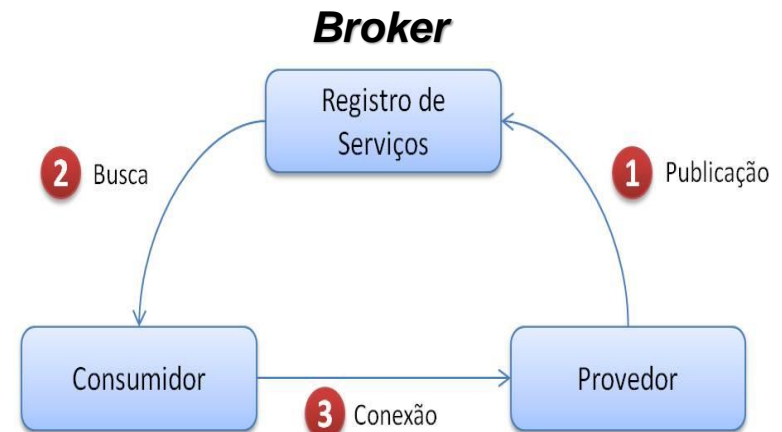 Broker
Registro de
Serviços
2 Busca
1 Publicação
Consumidor
Provedor
3 Conexão